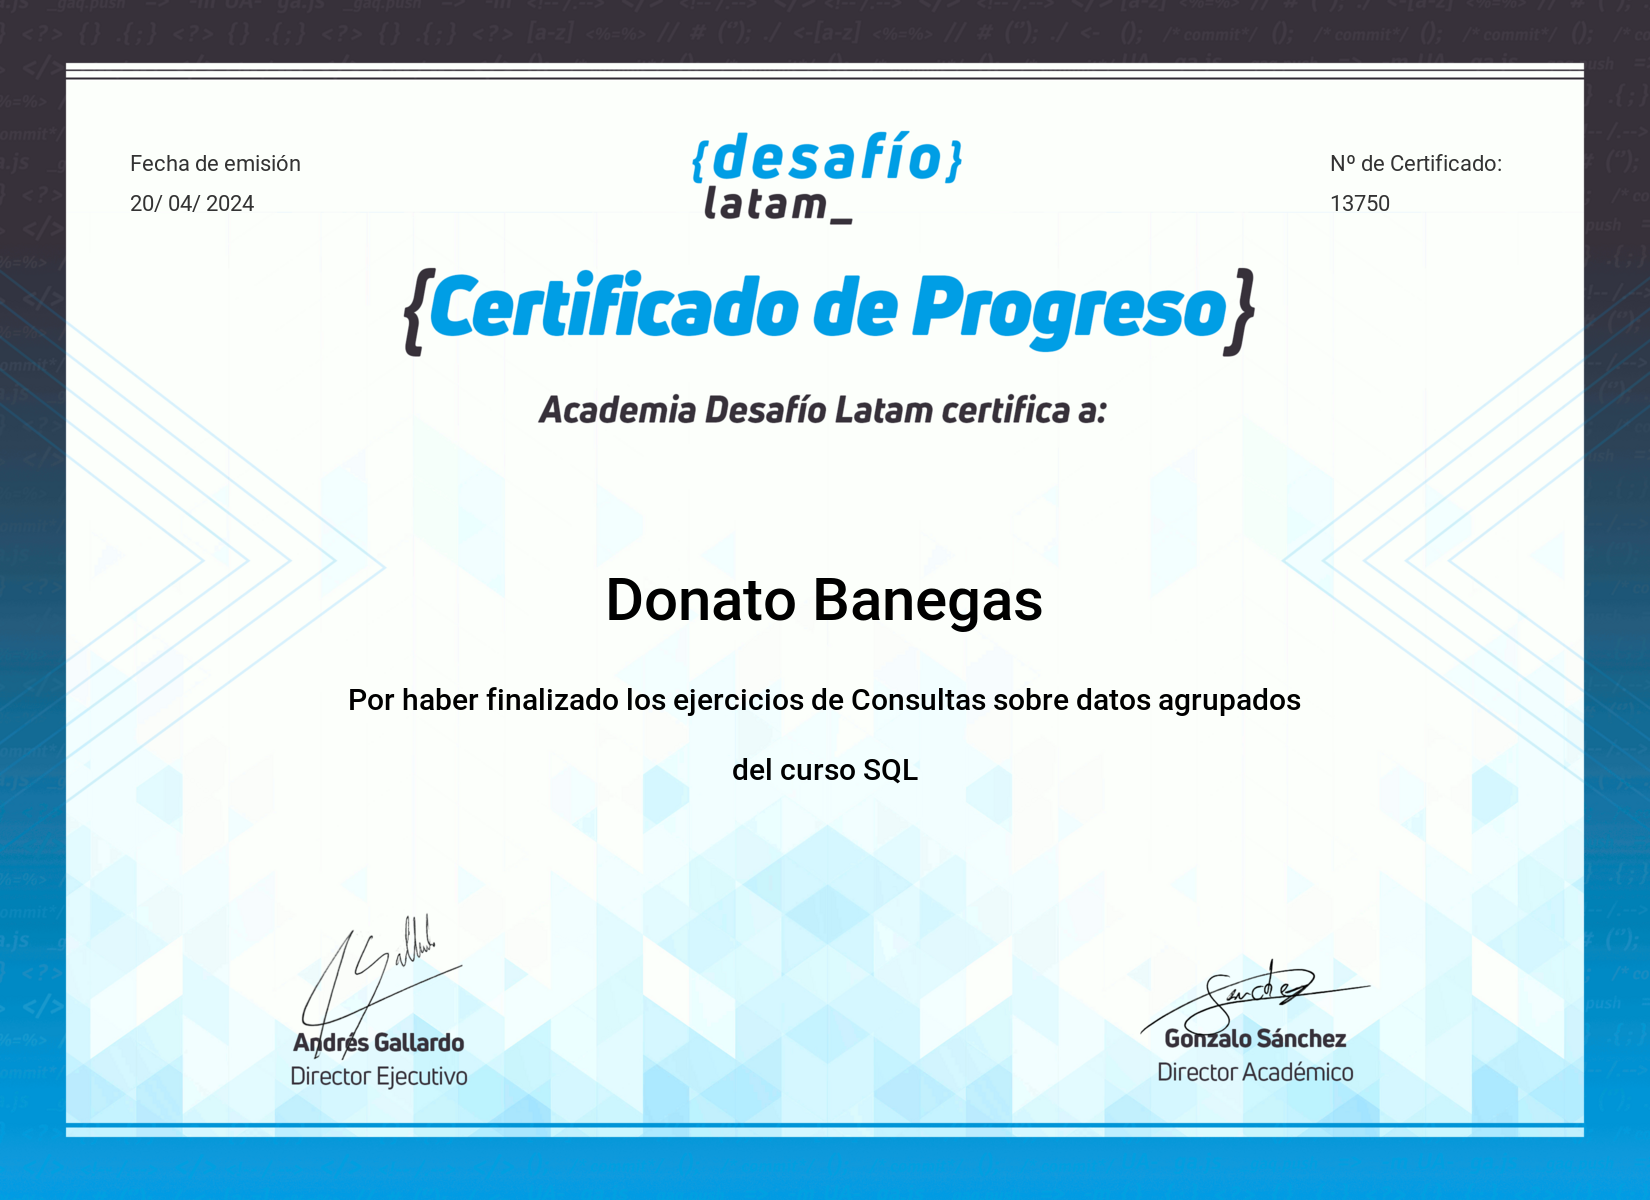 Fecha de emisión
20/ 04/ 2024
{desafío}
latam_
Nº de Certificado:
13750
{Certificado de Progreso}
Academia Desafío Latam certifica a:
Donato Banegas
Por haber finalizado los ejercicios de Consultas sobre datos agrupados
del curso SQL
Andrés Gallardo
Director Ejecutivo
Gonzalo Sánchez
Director Académico